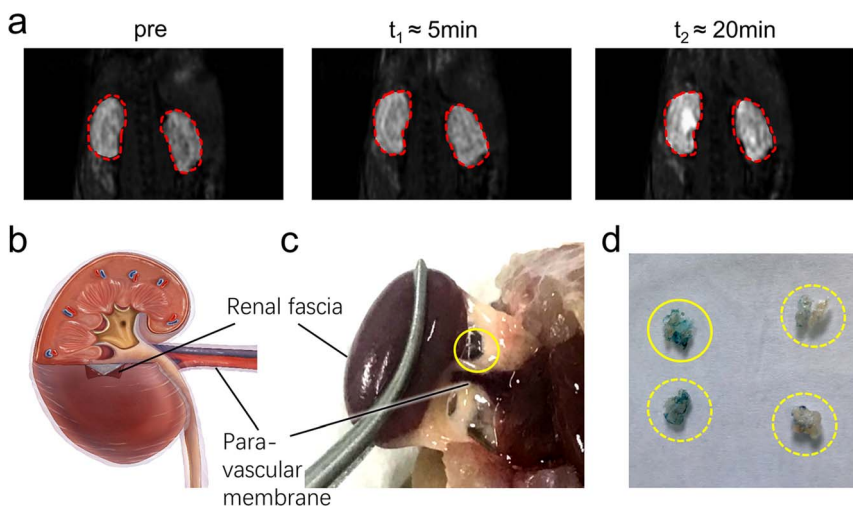 a
pre
t₁ ≈ 5min
t₂ ≈ 20min
b
c
d
Renal fascia
Para-
vascular
membrane